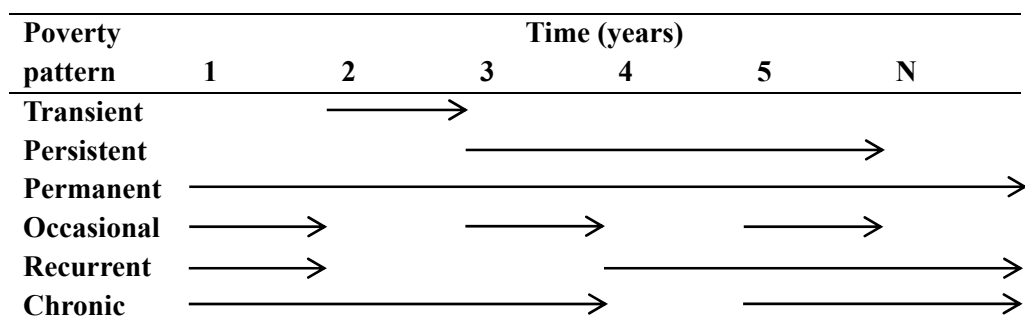 Poverty Time (years)
pattern 1 2 3 4 5 N
Transient
Persistent
Permanent
Occasional
Recurrent
Chronic